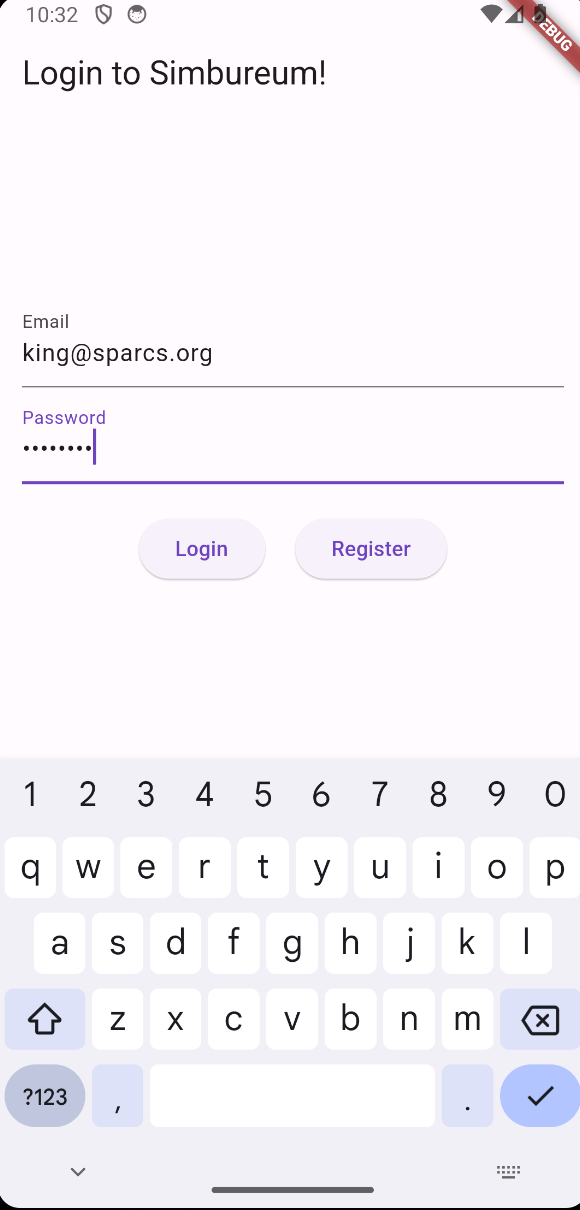 10:32
DEBUG
Login to Simbureum!
Email
king@sparcs.org
Password
••••••••
Login Register
1 2 3 4 5 6 7 8 9 0
q w e r t y u i o p
a s d f g h j k l
z x c v b n m
?123 , .